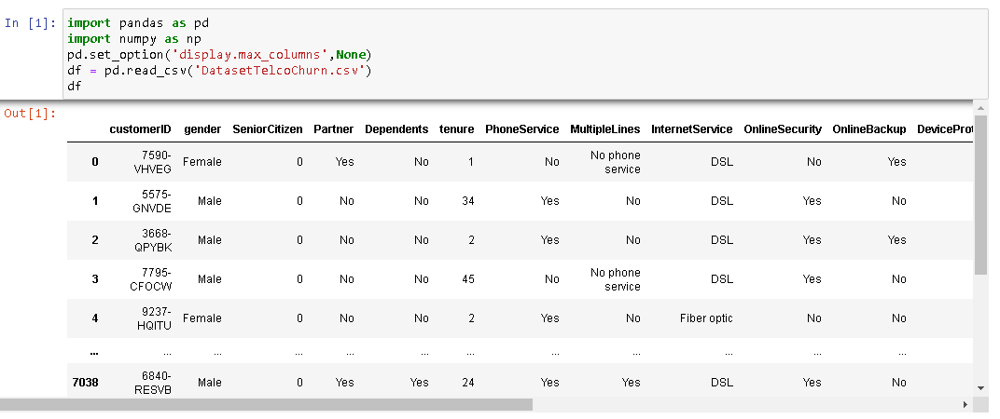 In [1]: import pandas as pd
import numpy as np
pd.set_option('display.max_columns',None)
df = pd.read_csv('DatasetTelcoChurn.csv')
df
Out[1]:
customerID gender SeniorCitizen Partner Dependents tenure PhoneService MultipleLines InternetService OnlineSecurity OnlineBackup DeviceProt
0 7590-VHVEG Female 0 Yes No 1 No No phone service DSL No Yes
1 5575-GNVDE Male 0 No No 34 Yes No DSL Yes No
2 3668-QPYBK Male 0 No No 2 Yes No DSL Yes Yes
3 7795-CFOCW Male 0 No No 45 No No phone service DSL Yes No
4 9237-HQITU Female 0 No No 2 Yes No Fiber optic No No
... ... ... ... ... ... ... ... ... ... ... ...
7038 6840-RESVB Male 0 Yes Yes 24 Yes Yes DSL Yes No